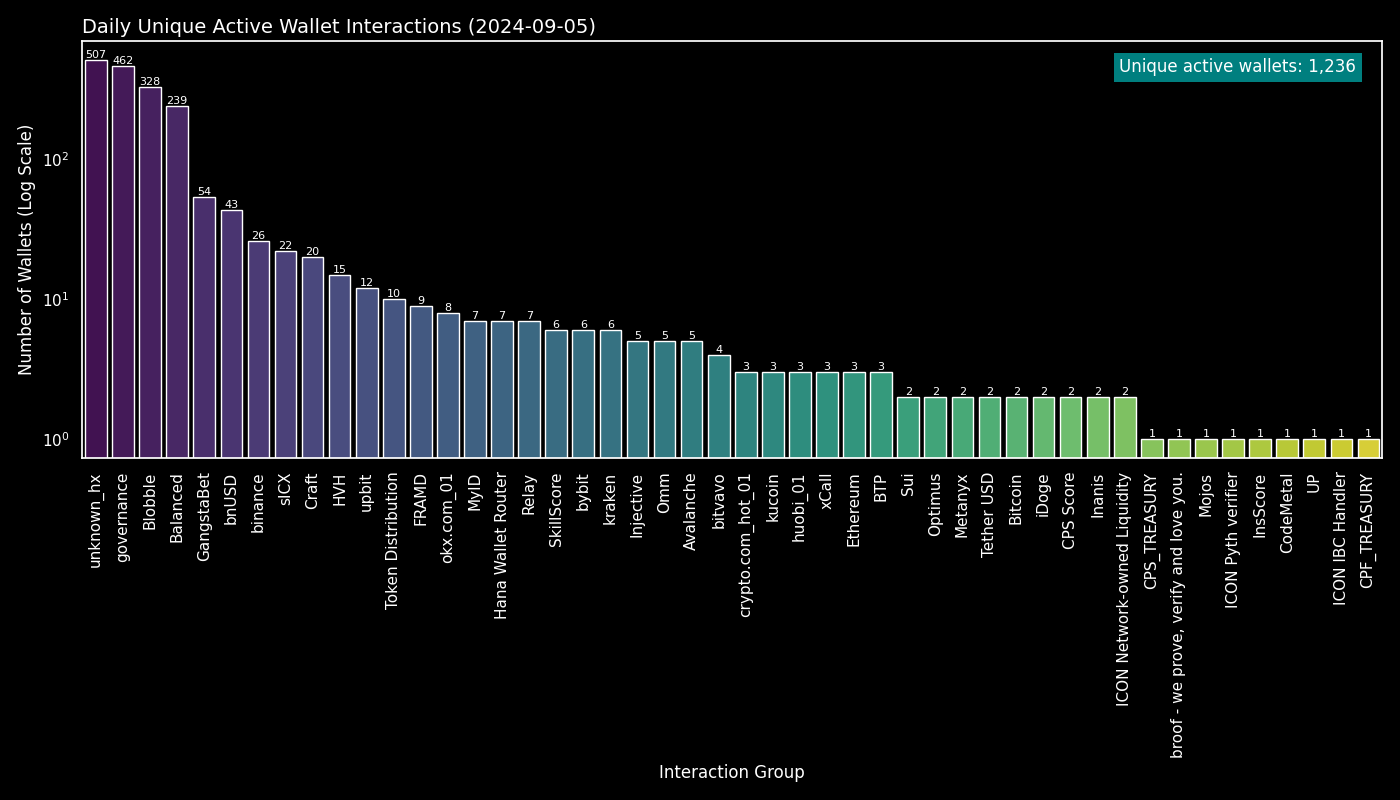 Daily Unique Active Wallet Interactions (2024-09-05)
Unique active wallets: 1,236
Number of Wallets (Log Scale)
10²
10¹
10⁰
507
462
328
239
54
43
26
22
20
15
12
10
9
8
7
7
7
6
6
6
5
5
5
4
3
3
3
3
3
3
2
2
2
2
2
2
2
2
2
1
1
1
1
1
1
1
1
1
unknown_hx
governance
Blobble
Balanced
GangstaBet
bnUSD
binance
sICX
Craft
HVH
upbit
Token Distribution
FRAMD
okx.com_01
MyID
Hana Wallet Router
Relay
SkillScore
bybit
kraken
Injective
Omm
Avalanche
bitvavo
crypto.com_hot_01
kucoin
huobi_01
xCall
Ethereum
BTP
Sui
Optimus
Metanyx
Tether USD
Bitcoin
iDoge
CPS Score
Inanis
ICON Network-owned Liquidity
CPS_TREASURY
broof - we prove, verify and love you.
Mojos
ICON Pyth verifier
InsScore
CodeMetal
UP
ICON IBC Handler
CPF_TREASURY
Interaction Group